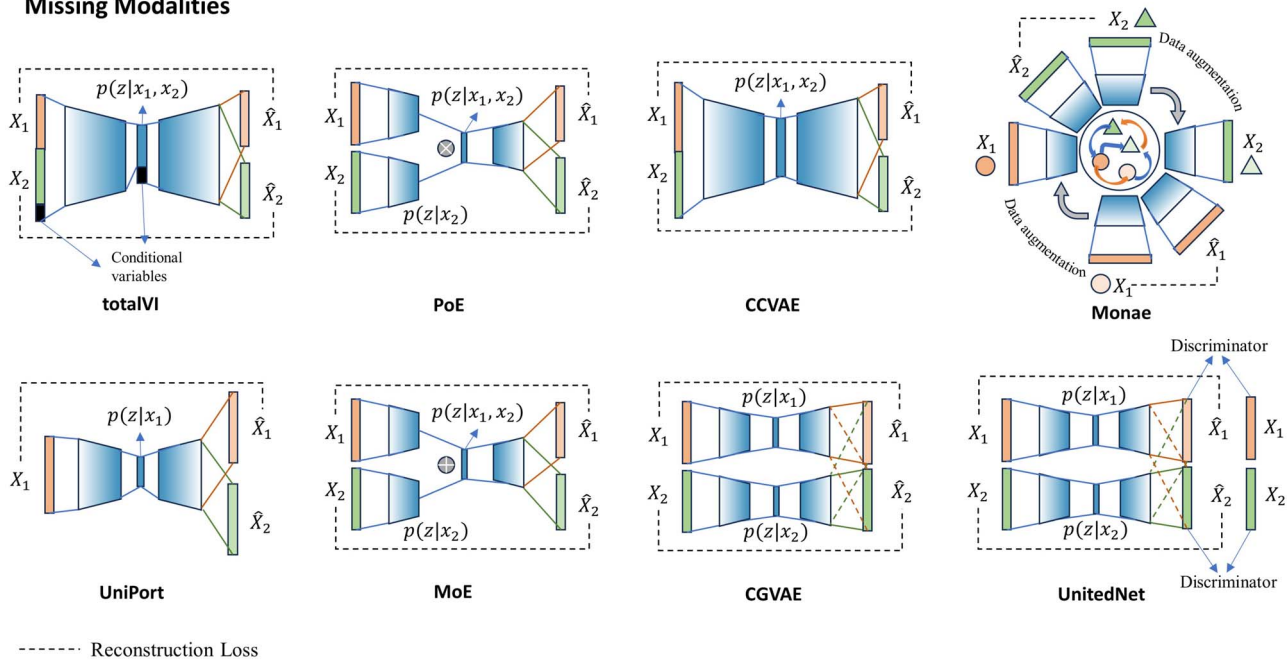 Missing Modalities
p(z|x₁, x₂)
X₁
X₂
X̂₁
X̂₂
Conditional
variables
totalVI
p(z|x₁, x₂)
X₁
X₂
X̂₁
X̂₂
p(z|x₂)
PoE
p(z|x₁, x₂)
X₁
X₂
X̂₁
X̂₂
CCVAE
X₂
Data augmentation
X̂₂
X₁
X₂
X̂₁
Data augmentation
X₁
Monae
p(z|x₁)
X₁
X̂₁
X̂₂
UniPort
p(z|x₁, x₂)
X₁
X₂
X̂₁
X̂₂
p(z|x₂)
MoE
p(z|x₁)
X₁
X̂₁
X₂
X̂₂
p(z|x₂)
CGVAE
Discriminator
p(z|x₁)
X₁
X̂₁
X₁
X₂
X̂₂
X₂
p(z|x₂)
Discriminator
UnitedNet
Reconstruction Loss